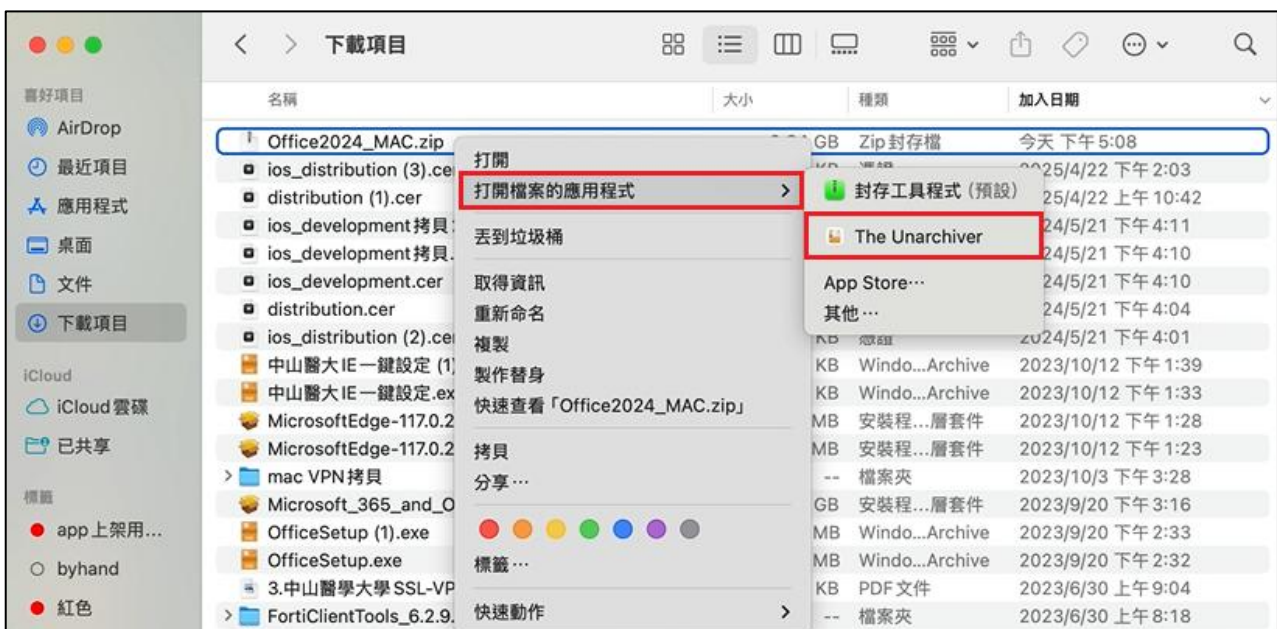 下載項目
喜好項目
AirDrop
最近項目
應用程式
桌面
文件
下載項目
iCloud
iCloud雲碟
已共享
標籤
app上架用…
byhand
紅色
名稱 大小 種類 加入日期
Office2024_MAC.zip GB Zip封存檔 今天 下午5:08
ios_distribution (3).ce 2025/4/22 下午2:03
distribution (1).cer 2025/4/22 上午10:42
ios_development拷貝 24/5/21 下午4:11
ios_development拷貝. 24/5/21 下午4:10
ios_development.cer 24/5/21 下午4:10
distribution.cer 24/5/21 下午4:04
ios_distribution (2).ce KB 憑證 2024/5/21 下午4:01
中山醫大IE一鍵設定 (1) KB Windo...Archive 2023/10/12 下午1:39
中山醫大IE一鍵設定.ex KB Windo...Archive 2023/10/12 下午1:33
MicrosoftEdge-117.0.2 MB 安裝程...層套件 2023/10/12 下午1:28
MicrosoftEdge-117.0.2 MB 安裝程...層套件 2023/10/12 下午1:23
mac VPN拷貝 -- 檔案夾 2023/10/3 下午3:28
Microsoft_365_and_O GB 安裝程...層套件 2023/9/20 下午3:16
OfficeSetup (1).exe MB Windo...Archive 2023/9/20 下午2:33
OfficeSetup.exe MB Windo...Archive 2023/9/20 下午2:32
3.中山醫學大學SSL-VP KB PDF文件 2023/6/30 上午9:04
FortiClientTools_6.2.9. -- 檔案夾 2023/6/30 上午8:18
打開
打開檔案的應用程式
丟到垃圾桶
取得資訊
重新命名
複製
製作替身
快速查看「Office2024_MAC.zip」
拷貝
分享…
標籤…
快速動作
封存工具程式 (預設)
The Unarchiver
App Store…
其他…